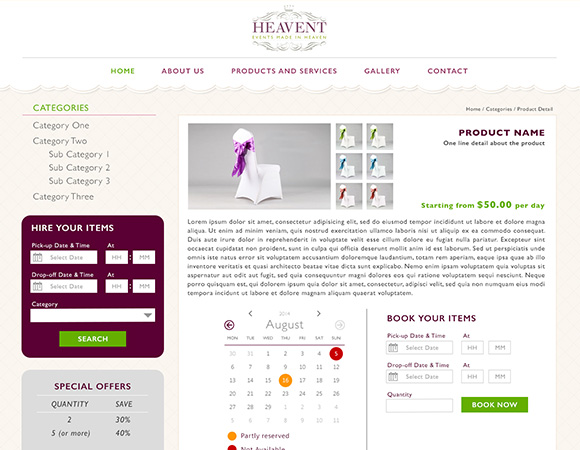 HEAVENT
EVENTS MADE IN HEAVEN
HOME ABOUT US PRODUCTS AND SERVICES GALLERY CONTACT
CATEGORIES
Category One
Category Two
Sub Category 1
Sub Category 2
Sub Category 3
Category Three
HIRE YOUR ITEMS
Pick-up Date & Time At
Select Date HH : MM
Drop-off Date & Time At
Select Date HH : MM
Category
SEARCH
SPECIAL OFFERS
QUANTITY SAVE
2 30%
5 (or more) 40%
Home / Categories / Product Detail
PRODUCT NAME
One line detail about the product
Starting from $50.00 per day
Lorem ipsum dolor sit amet, consectetur adipisicing elit, sed do eiusmod tempor incididunt ut labore et dolore magna
aliqua. Ut enim ad minim veniam, quis nostrud exercitation ullamco laboris nisi ut aliquip ex ea commodo consequat.
Duis aute irure dolor in reprehenderit in voluptate velit esse cillum dolore eu fugiat nulla pariatur. Excepteur sint
occaecat cupidatat non proident, sunt in culpa qui officia deserunt mollit anim id est laborum. Sed ut perspiciatis unde
omnis iste natus error sit voluptatem accusantium doloremque laudantium, totam rem aperiam, eaque ipsa quae ab illo
inventore veritatis et quasi architecto beatae vitae dicta sunt explicabo. Nemo enim ipsam voluptatem quia voluptas sit
aspernatur aut odit aut fugit, sed quia consequuntur magni dolores eos qui ratione voluptatem sequi nesciunt. Neque
porro quisquam est, qui dolorem ipsum quia dolor sit amet, consectetur, adipisci velit, sed quia non numquam eius modi
tempora incidunt ut labore et dolore magnam aliquam quaerat voluptatem.
2014
August
MON TUE WED THU FRI SAT SUN
30 31 1 2 3 4 5
6 7 8 9 10 11 12
13 14 15 16 17 18 19
20 21 22 23 24 25 26
27 28 29 30 31 1 2
3 4 5 6 7 8 9
Partly reserved
Not Available
BOOK YOUR ITEMS
Pick-up Date & Time At
Select Date HH MM
Drop-off Date & Time At
Select Date HH MM
Quantity
BOOK NOW